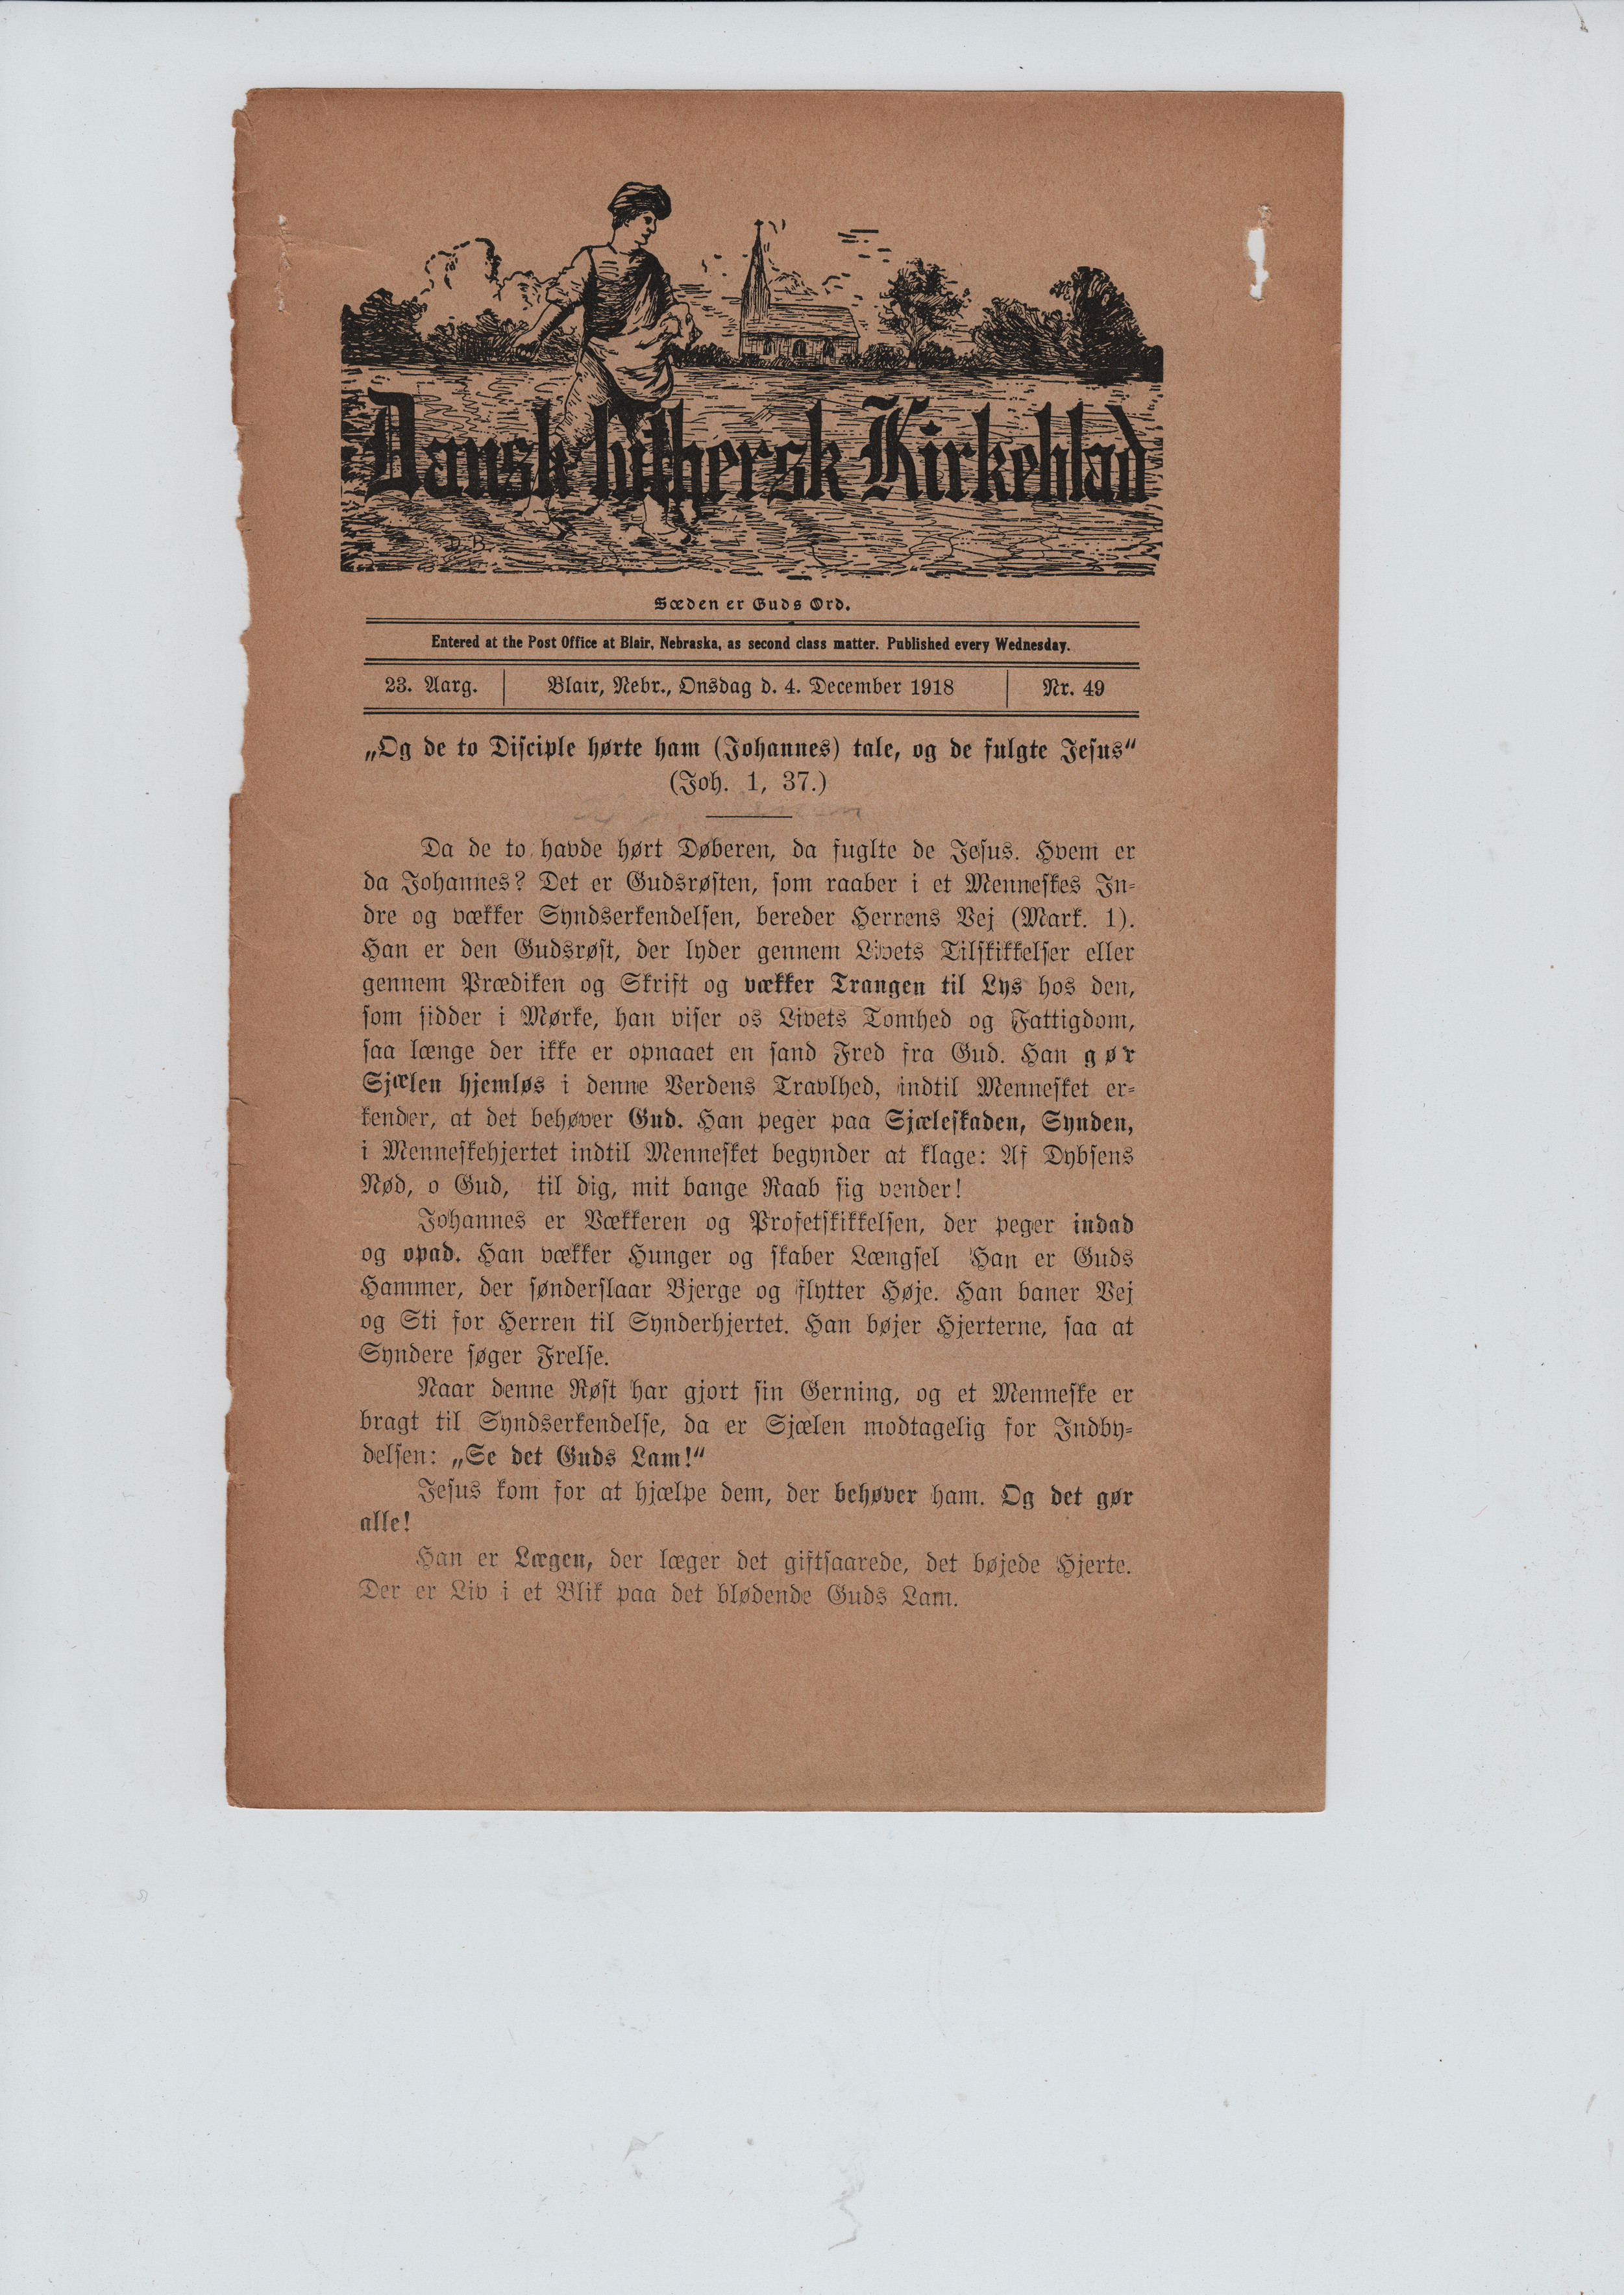 Dansk luthersk Kirkeblad
D. B.
Sæden er Guds Ord.
Entered at the Post Office at Blair, Nebraska, as second class matter. Published every Wednesday.
23. Aarg. Blair, Nebr., Onsdag d. 4. December 1918 Nr. 49
„Og de to Disciple hørte ham (Johannes) tale, og de fulgte Jesus“
(Joh. 1, 37.)
Da de to havde hørt Døberen, da fuglte de Jesus. Hvem er
da Johannes? Det er Gudsrøsten, som raaber i et Menneskes In-
dre og vækker Syndserkendelsen, bereder Herrens Vej (Mark. 1).
Han er den Gudsrøst, der lyder gennem Livets Tilskikkelser eller
gennem Prædiken og Skrift og vækker Trangen til Lys hos den,
som sidder i Mørke, han viser os Livets Tomhed og Fattigdom,
saa længe der ikke er opnaaet en sand Fred fra Gud. Han gør
Sjælen hjemløs i denne Verdens Travlhed, indtil Mennesket er-
kender, at det behøver Gud. Han peger paa Sjæleskaden, Synden,
i Menneskehjertet indtil Mennesket begynder at klage: Af Dybsens
Nød, o Gud, til dig, mit bange Raab sig vender!
Johannes er Vækkeren og Profetskikkelsen, der peger indad
og opad. Han vækker Hunger og skaber Længsel Han er Guds
Hammer, der sønderslaar Bjerge og flytter Høje. Han baner Vej
og Sti for Herren til Synderhjertet. Han bøjer Hjerterne, saa at
Syndere søger Frelse.
Naar denne Røst har gjort sin Gerning, og et Menneske er
bragt til Syndserkendelse, da er Sjælen modtagelig for Indby-
delsen: „Se det Guds Lam!“
Jesus kom for at hjælpe dem, der behøver ham. Og det gør
alle!
Han er Lægen, der læger det giftsaarede, det bøjede Hjerte.
Der er Liv i et Blik paa det blødende Guds Lam.